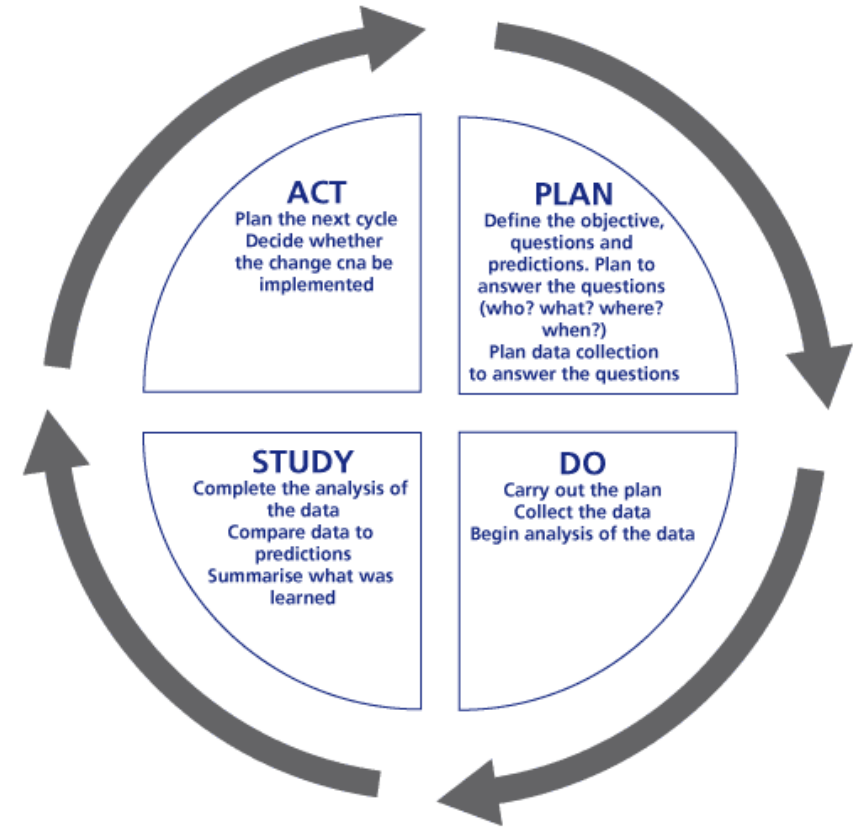 ACT
Plan the next cycle
Decide whether
the change cna be
implemented
PLAN
Define the objective,
questions and
predictions. Plan to
answer the questions
(who? what? where?
when?)
Plan data collection
to answer the questions
STUDY
Complete the analysis of
the data
Compare data to
predictions
Summarise what was
learned
DO
Carry out the plan
Collect the data
Begin analysis of the data